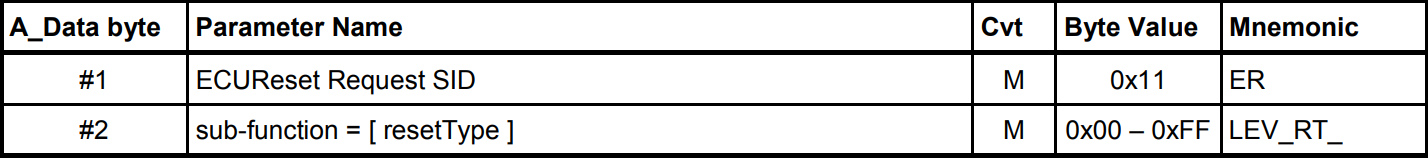 A_Data byte Parameter Name Cvt Byte Value Mnemonic
#1 ECUReset Request SID M 0x11 ER
#2 sub-function = [ resetType ] M 0x00 – 0xFF LEV_RT_